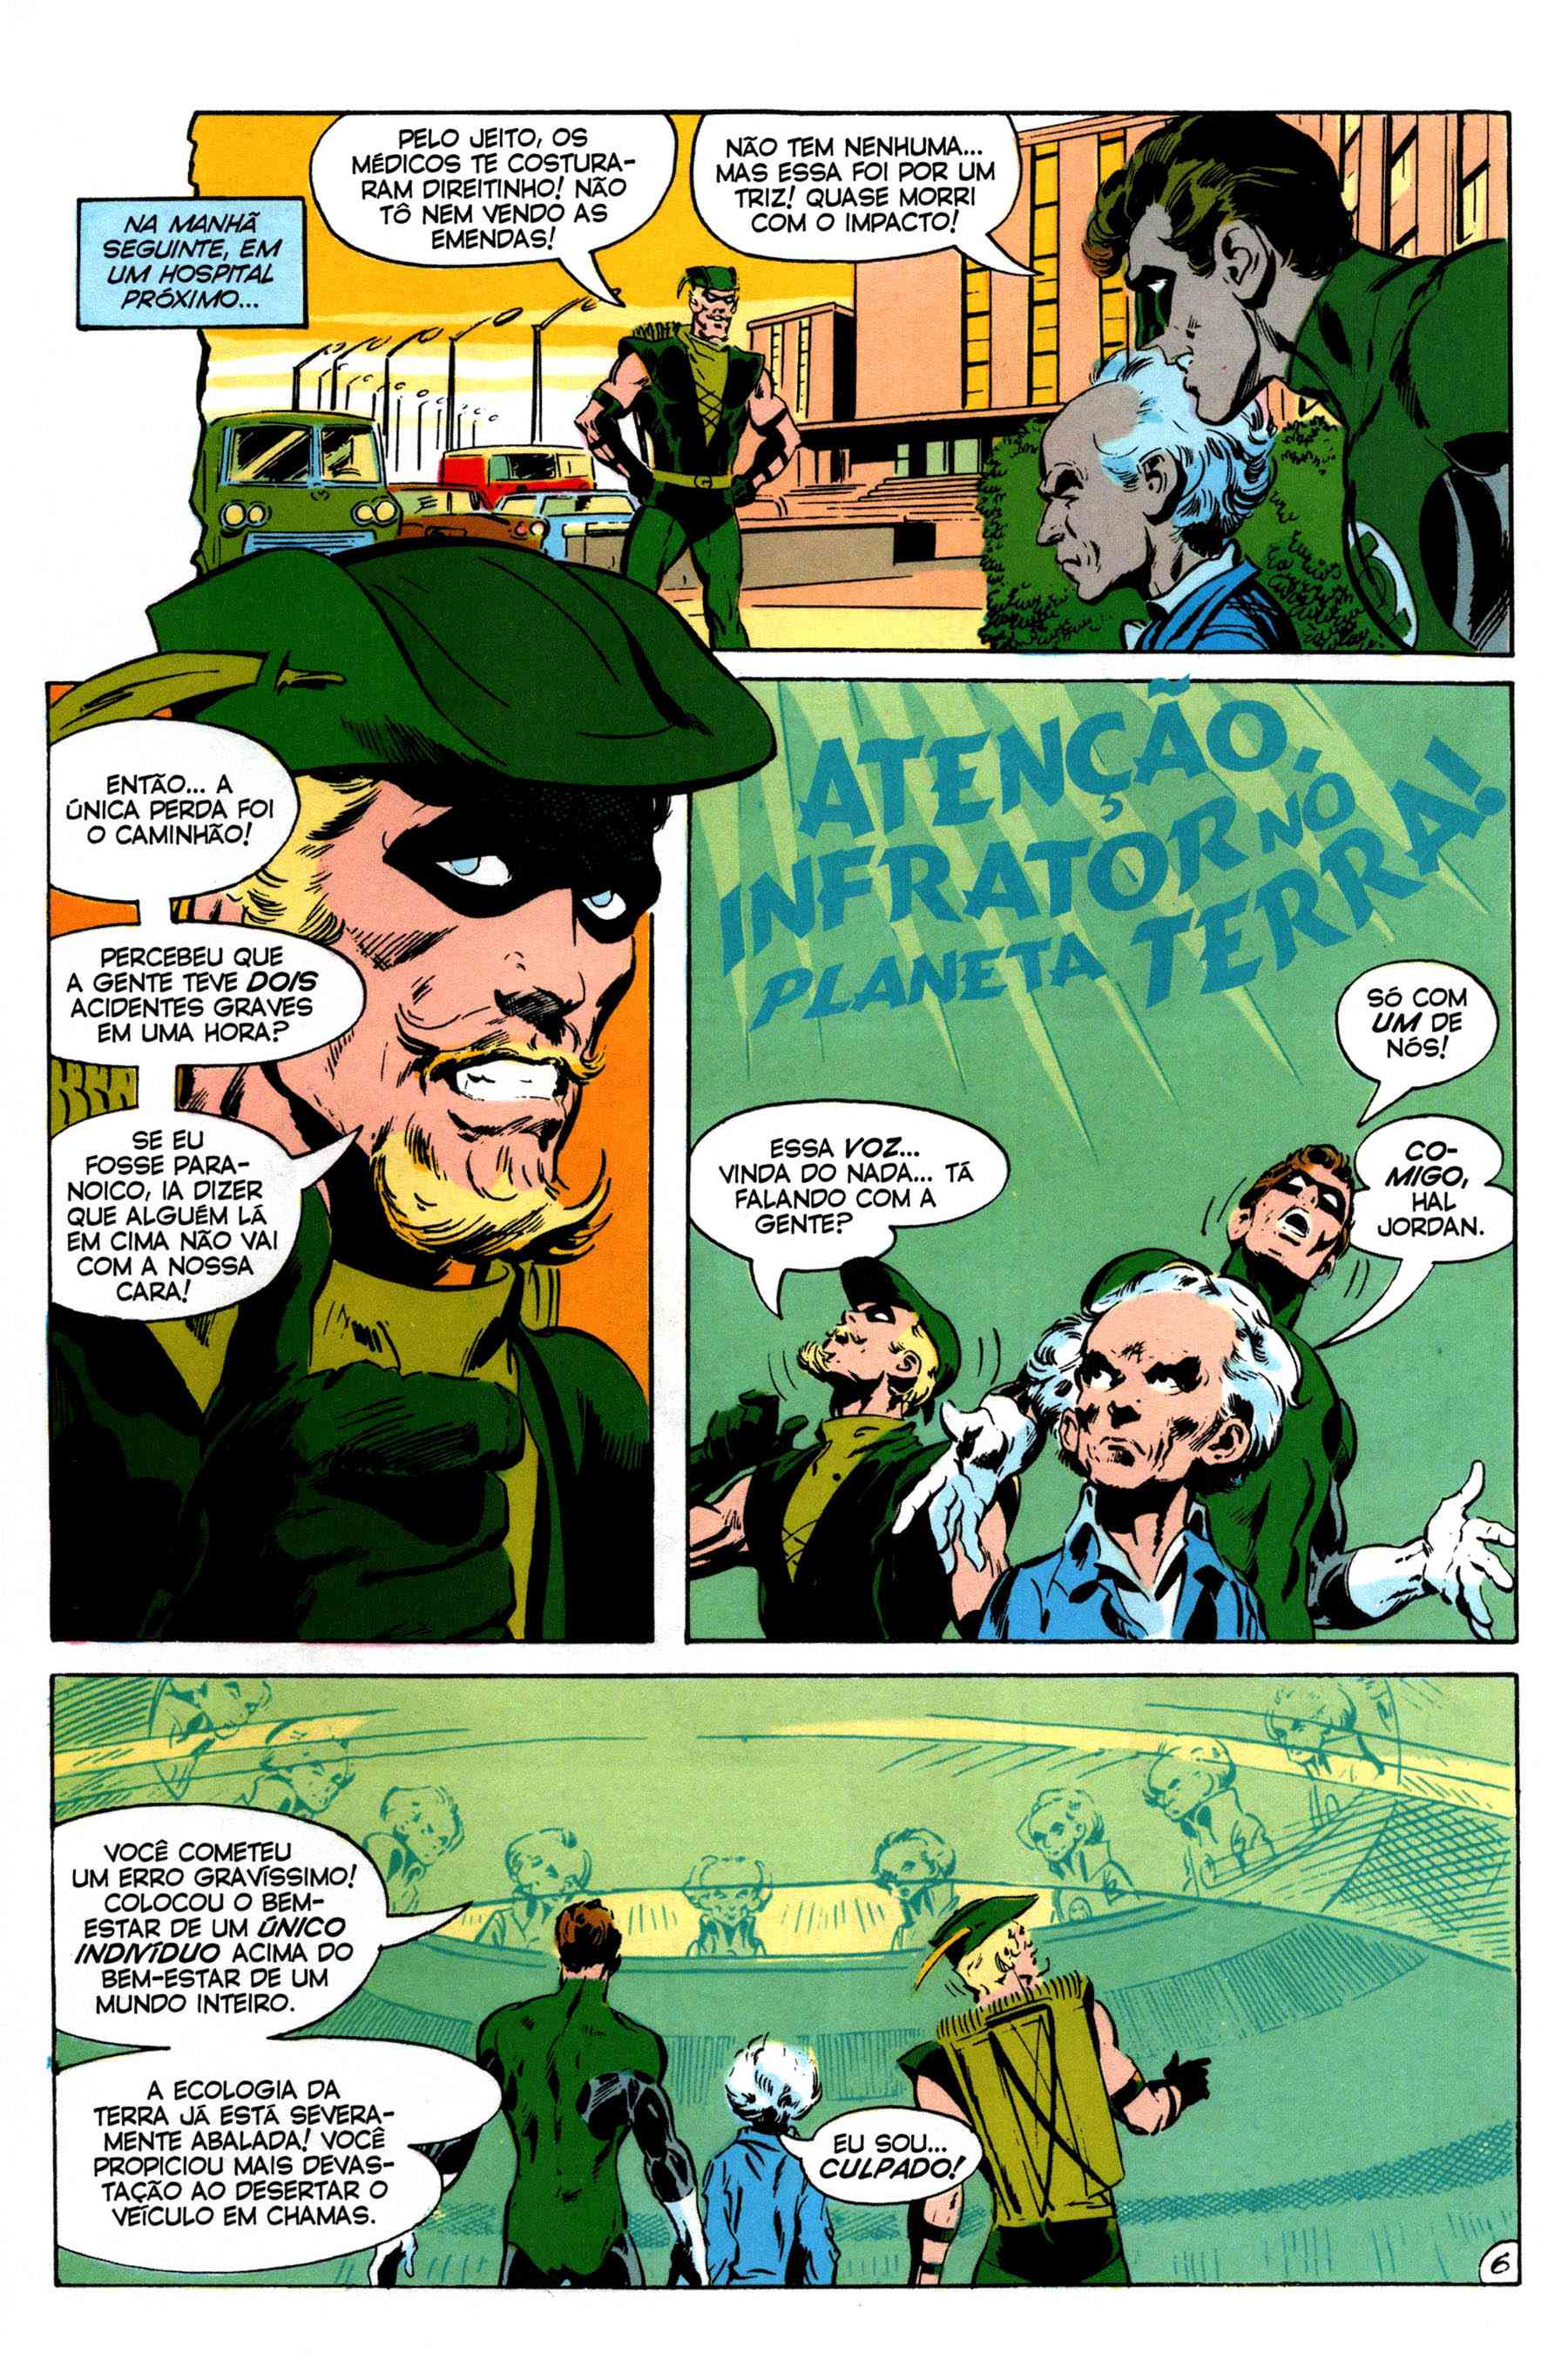 PELO JEITO, OS
MÉDICOS TE COSTURA-
RAM DIREITINHO! NÃO
TÔ NEM VENDO AS
EMENDAS!
NÃO TEM NENHUMA...
MAS ESSA FOI POR UM
TRIZ! QUASE MORRI
COM O IMPACTO!
NA MANHÃ
SEGUINTE, EM
UM HOSPITAL
PRÓXIMO...
ENTÃO... A
ÚNICA PERDA FOI
O CAMINHÃO!
PERCEBEU QUE
A GENTE TEVE DOIS
ACIDENTES GRAVES
EM UMA HORA?
SE EU
FOSSE PARA-
NOICO, IA DIZER
QUE ALGUÉM LÁ
EM CIMA NÃO VAI
COM A NOSSA
CARA!
ATENÇÃO,
INFRATOR NO
PLANETA TERRA!
ESSA VOZ...
VINDA DO NADA... TÁ
FALANDO COM A
GENTE?
SÓ COM
UM DE
NÓS!
CO-
MIGO,
HAL
JORDAN.
VOCÊ COMETEU
UM ERRO GRAVÍSSIMO!
COLOCOU O BEM-
ESTAR DE UM ÚNICO
INDIVÍDUO ACIMA DO
BEM-ESTAR DE UM
MUNDO INTEIRO.
A ECOLOGIA DA
TERRA JÁ ESTÁ SEVERA-
MENTE ABALADA! VOCÊ
PROPICIOU MAIS DEVAS-
TAÇÃO AO DESERTAR O
VEÍCULO EM CHAMAS.
EU SOU...
CULPADO!
6